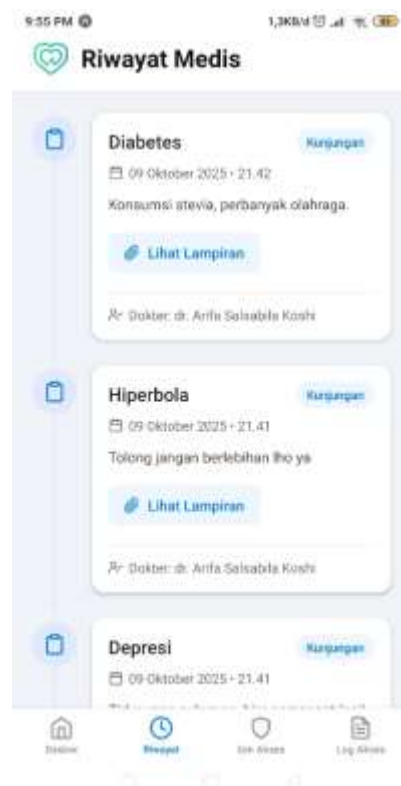 9:55 PM
1,3KB/d
Riwayat Medis
Diabetes
Kunjungan
09 Oktober 2025 • 21.42
Konsumsi stevia, perbanyak olahraga.
Lihat Lampiran
Dokter: dr. Arifa Salsabila Koshi
Hiperbola
Kunjungan
09 Oktober 2025 • 21.41
Tolong jangan berlebihan lho ya
Lihat Lampiran
Dokter: dr. Arifa Salsabila Koshi
Depresi
Kunjungan
09 Oktober 2025 • 21.41
Riwayat
Izin Akses
Log Akses